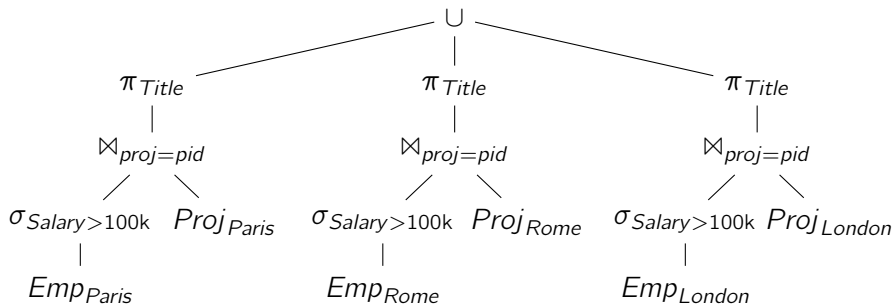 ∪
π_Title π_Title π_Title
⋈_proj=pid ⋈_proj=pid ⋈_proj=pid
σ_Salary>100k Proj_Paris σ_Salary>100k Proj_Rome σ_Salary>100k Proj_London
Emp_Paris Emp_Rome Emp_London